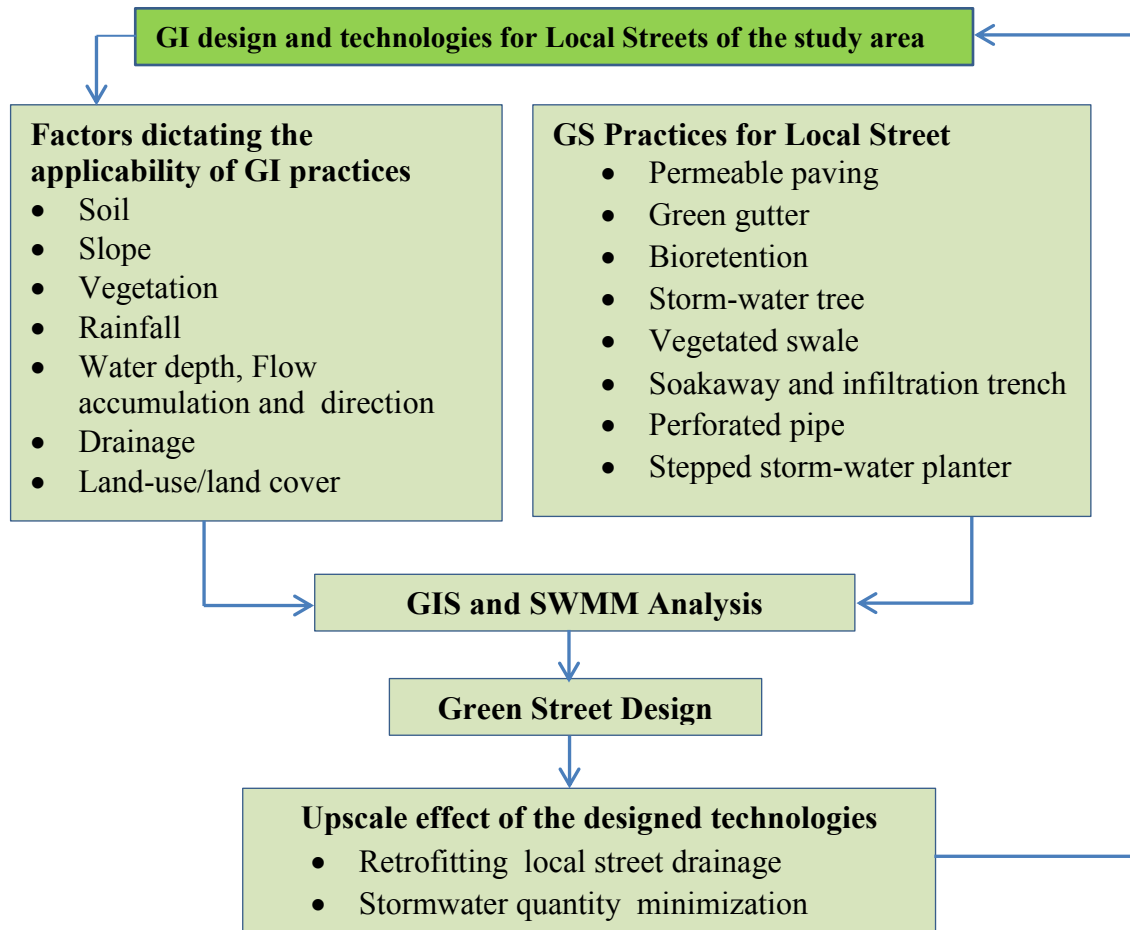 GI design and technologies for Local Streets of the study area
Factors dictating the
applicability of GI practices
• Soil
• Slope
• Vegetation
• Rainfall
• Water depth, Flow
accumulation and direction
• Drainage
• Land-use/land cover
GS Practices for Local Street
• Permeable paving
• Green gutter
• Bioretention
• Storm-water tree
• Vegetated swale
• Soakaway and infiltration trench
• Perforated pipe
• Stepped storm-water planter
GIS and SWMM Analysis
Green Street Design
Upscale effect of the designed technologies
• Retrofitting local street drainage
• Stormwater quantity minimization